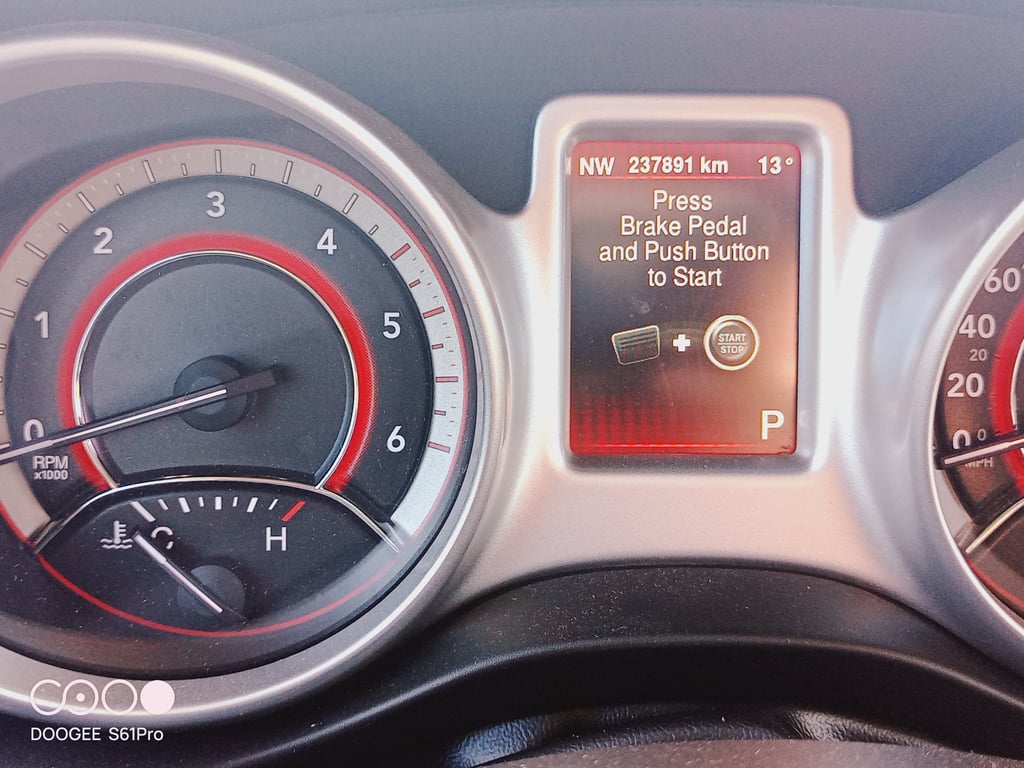 NW 237891 km 13°
Press
Brake Pedal
and Push Button
to Start
START
STOP
P
0
1
2
3
4
5
6
RPM
x1000
C
H
60
40
20
20
0
0
MPH
DOOGEE S61Pro